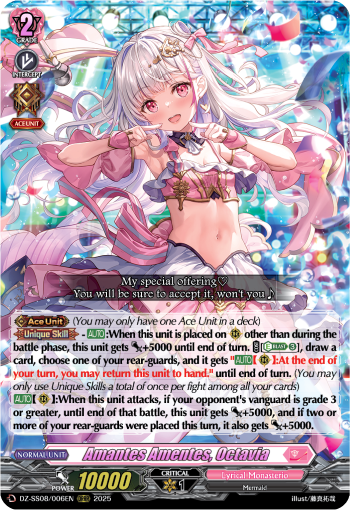 2
GRADE
INTERCEPT
ACE UNIT
My special offering♡
You will be sure to accept it, won't you♪
Ace Unit (You may only have one Ace Unit in a deck)
Unique Skill - AUTO:When this unit is placed on other than during the
battle phase, this unit gets +5000 until end of turn. draw a
card, choose one of your rear-guards, and it gets "AUTO【 】:At the end of
your turn, you may return this unit to hand." until end of turn. (You may
only use Unique Skills a total of once per fight among all your cards)
AUTO【 】:When this unit attacks, if your opponent's vanguard is grade 3
or greater, until end of that battle, this unit gets +5000, and if two or
more of your rear-guards were placed this turn, it also gets +5000.
NORMAL UNIT
Amantes Amentes, Octavia
POWER 10000
CRITICAL
1
Lyrical Monasterio
Mermaid
DZ-SS08/006EN 2025
illust/藤真拓哉